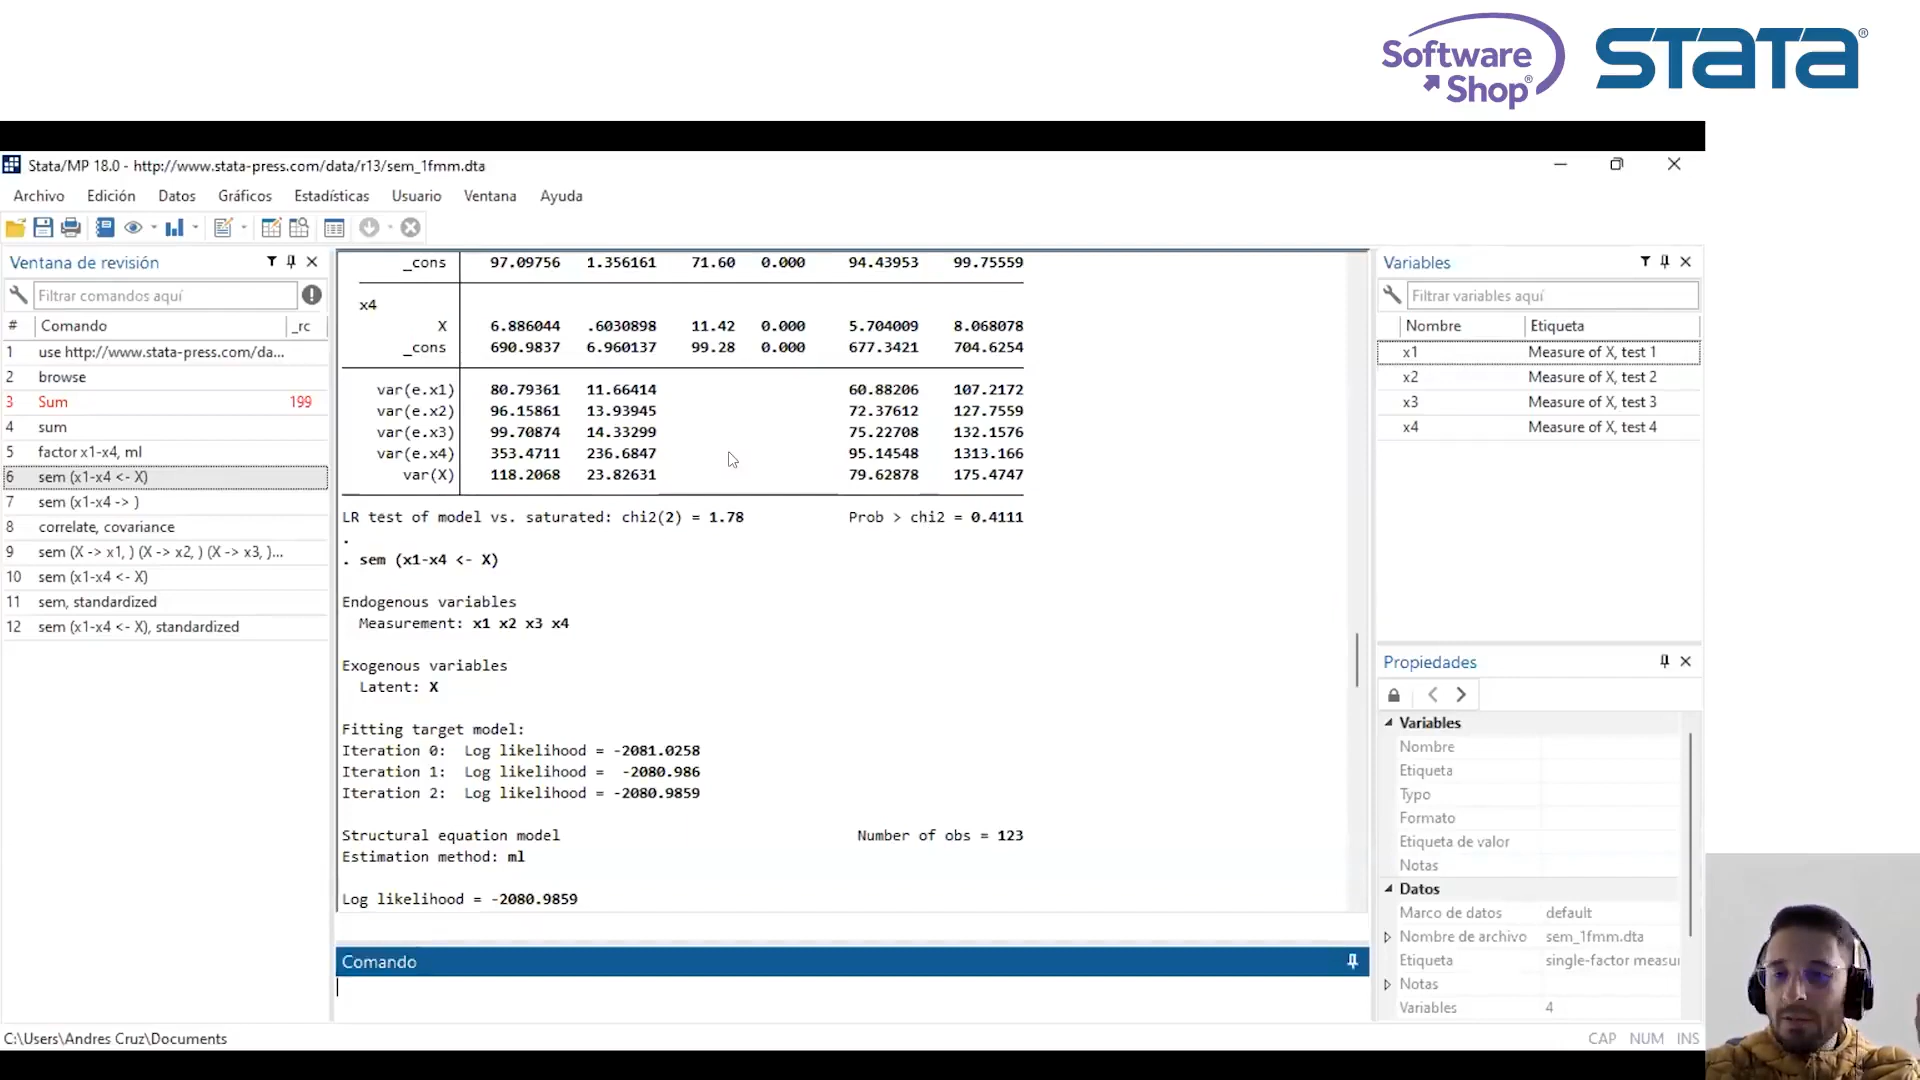 Software
Shop®
STATA®
Stata/MP 18.0 - http://www.stata-press.com/data/r13/sem_1fmm.dta
Archivo Edición Datos Gráficos Estadísticas Usuario Ventana Ayuda
Ventana de revisión
Filtrar comandos aquí
# Comando _rc
1 use http://www.stata-press.com/da...
2 browse
3 Sum 199
4 sum
5 factor x1-x4, ml
6 sem (x1-x4 <- X)
7 sem (x1-x4 -> )
8 correlate, covariance
9 sem (X -> x1, ) (X -> x2, ) (X -> x3, )...
10 sem (x1-x4 <- X)
11 sem, standardized
12 sem (x1-x4 <- X), standardized
_cons 97.09756 1.356161 71.60 0.000 94.43953 99.75559
x4
X 6.886044 .6030898 11.42 0.000 5.704009 8.068078
_cons 690.9837 6.960137 99.28 0.000 677.3421 704.6254
var(e.x1) 80.79361 11.66414 60.88206 107.2172
var(e.x2) 96.15861 13.93945 72.37612 127.7559
var(e.x3) 99.70874 14.33299 75.22708 132.1576
var(e.x4) 353.4711 236.6847 95.14548 1313.166
var(X) 118.2068 23.82631 79.62878 175.4747
LR test of model vs. saturated: chi2(2) = 1.78 Prob > chi2 = 0.4111
.
. sem (x1-x4 <- X)
Endogenous variables
Measurement: x1 x2 x3 x4
Exogenous variables
Latent: X
Fitting target model:
Iteration 0: Log likelihood = -2081.0258
Iteration 1: Log likelihood = -2080.986
Iteration 2: Log likelihood = -2080.9859
Structural equation model Number of obs = 123
Estimation method: ml
Log likelihood = -2080.9859
Comando
Variables
Filtrar variables aquí
Nombre Etiqueta
x1 Measure of X, test 1
x2 Measure of X, test 2
x3 Measure of X, test 3
x4 Measure of X, test 4
Propiedades
Variables
Nombre
Etiqueta
Typo
Formato
Etiqueta de valor
Notas
Datos
Marco de datos default
Nombre de archivo sem_1fmm.dta
Etiqueta single-factor measu
Notas
Variables 4
C:\Users\Andres Cruz\Documents
CAP NUM INS